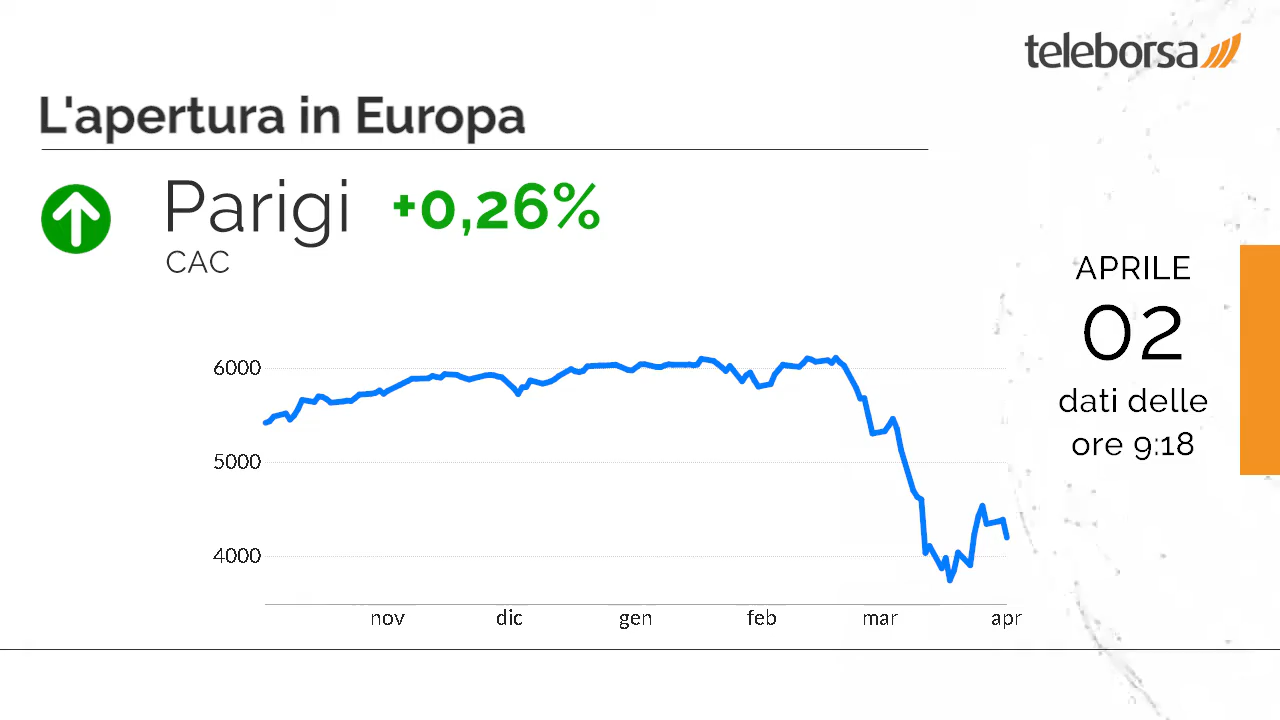 teleborsa
L'apertura in Europa
Parigi +0,26%
CAC
APRILE
02
dati delle
ore 9:18
6000
5000
4000
nov dic gen feb mar apr